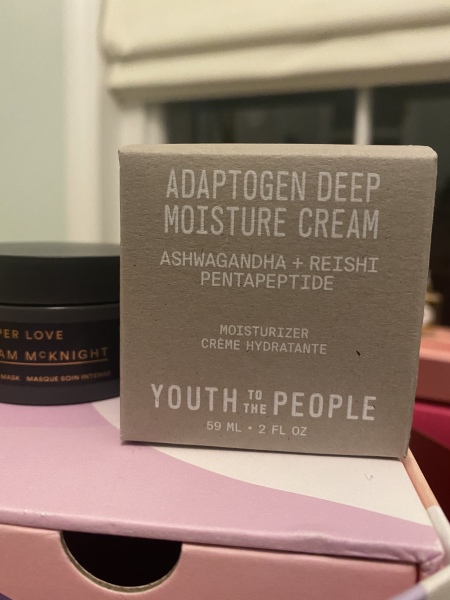 ADAPTOGEN DEEP
MOISTURE CREAM
ASHWAGANDHA + REISHI
PENTAPEPTIDE
MOISTURIZER
CRÈME HYDRATANTE
YOUTH TO THE PEOPLE
59 ML • 2 FL OZ
PER LOVE
AM McKNIGHT
MASK MASQUE SOIN INTENSE